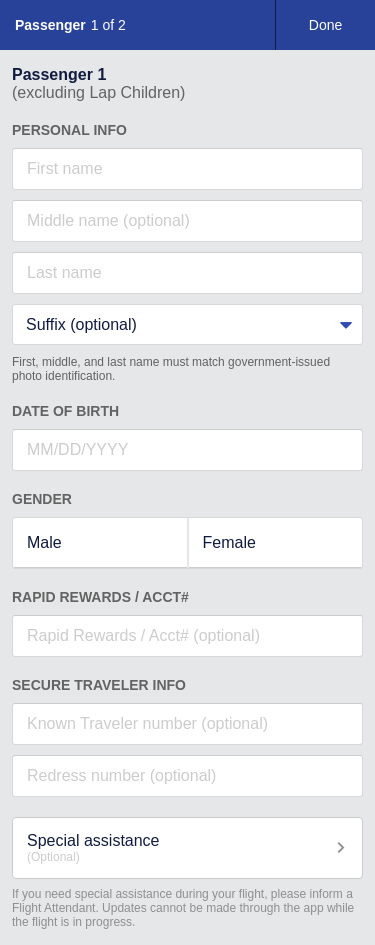 Passenger 1 of 2
Done
Passenger 1
(excluding Lap Children)
PERSONAL INFO
First name
Middle name (optional)
Last name
Suffix (optional)
First, middle, and last name must match government-issued
photo identification.
DATE OF BIRTH
MM/DD/YYYY
GENDER
Male
Female
RAPID REWARDS / ACCT#
Rapid Rewards / Acct# (optional)
SECURE TRAVELER INFO
Known Traveler number (optional)
Redress number (optional)
Special assistance
(Optional)
If you need special assistance during your flight, please inform a
Flight Attendant. Updates cannot be made through the app while
the flight is in progress.